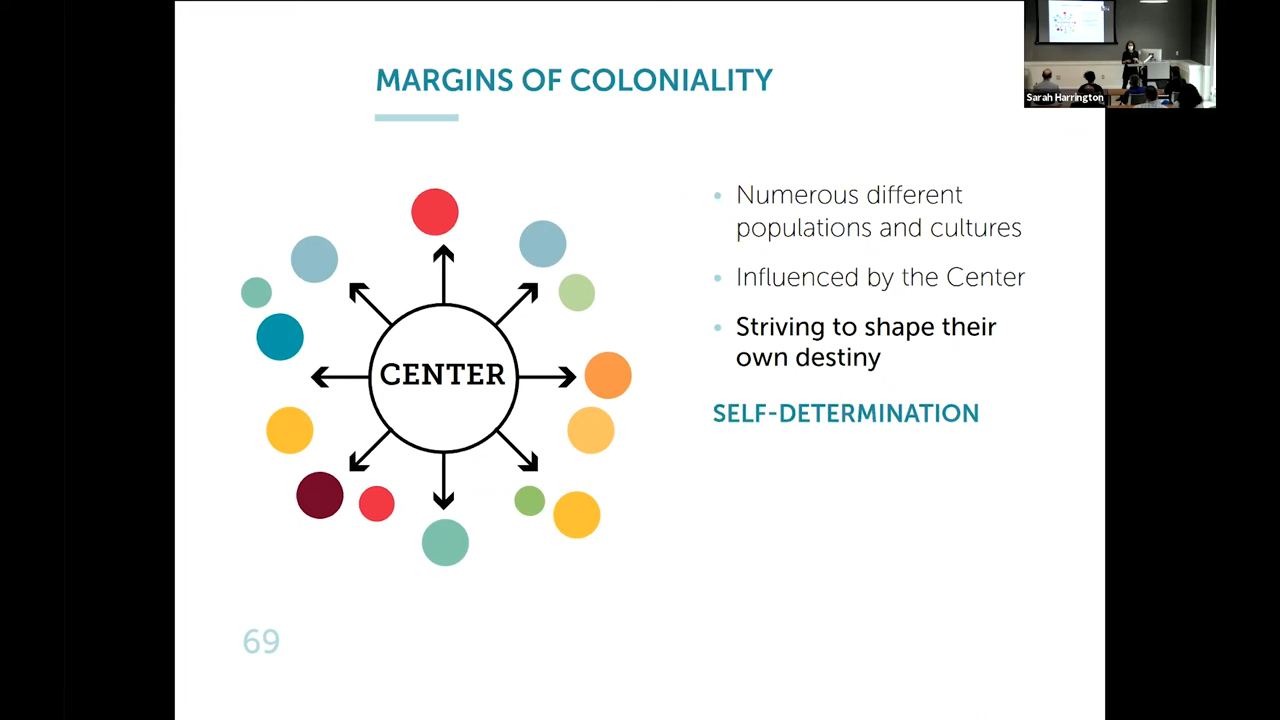 MARGINS OF COLONIALITY
Sarah Harrington
CENTER
• Numerous different
populations and cultures
• Influenced by the Center
• Striving to shape their
own destiny
SELF-DETERMINATION
69